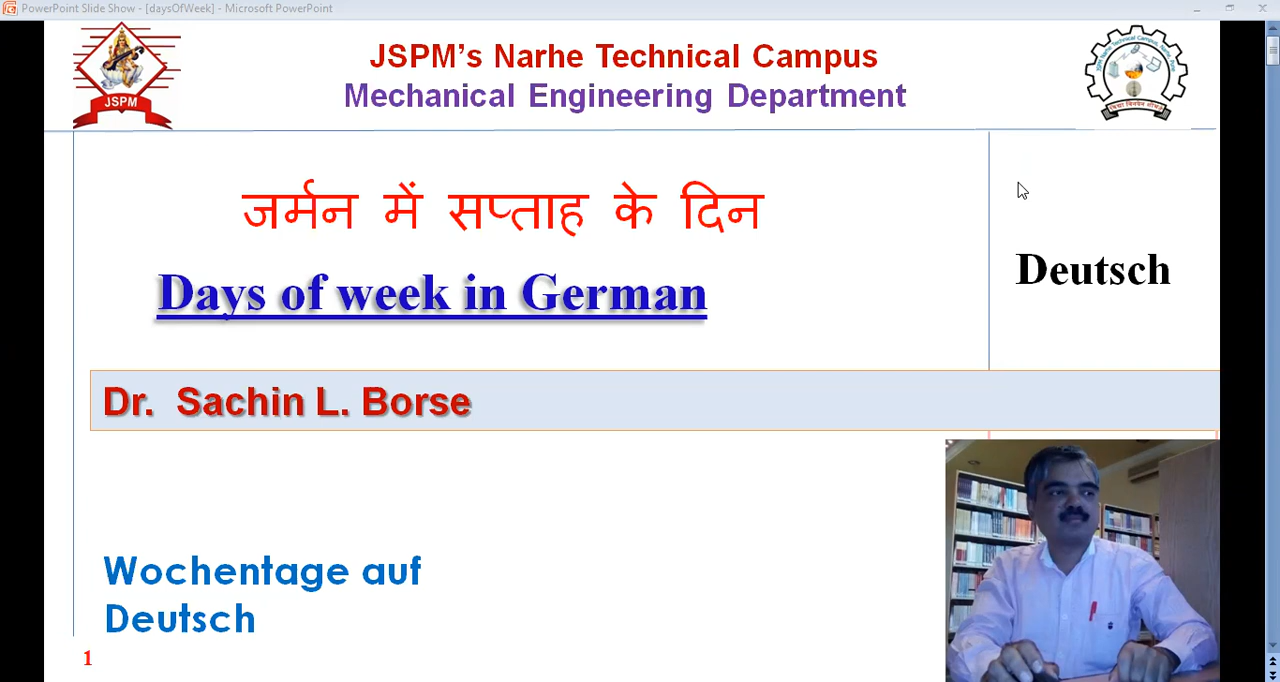 PowerPoint Slide Show - [daysOfWeek] - Microsoft PowerPoint
JSPM
JSPM's Narhe Technical Campus
Mechanical Engineering Department
जर्मन में सप्ताह के दिन
Days of week in German
Deutsch
Dr. Sachin L. Borse
Wochentage auf
Deutsch
1